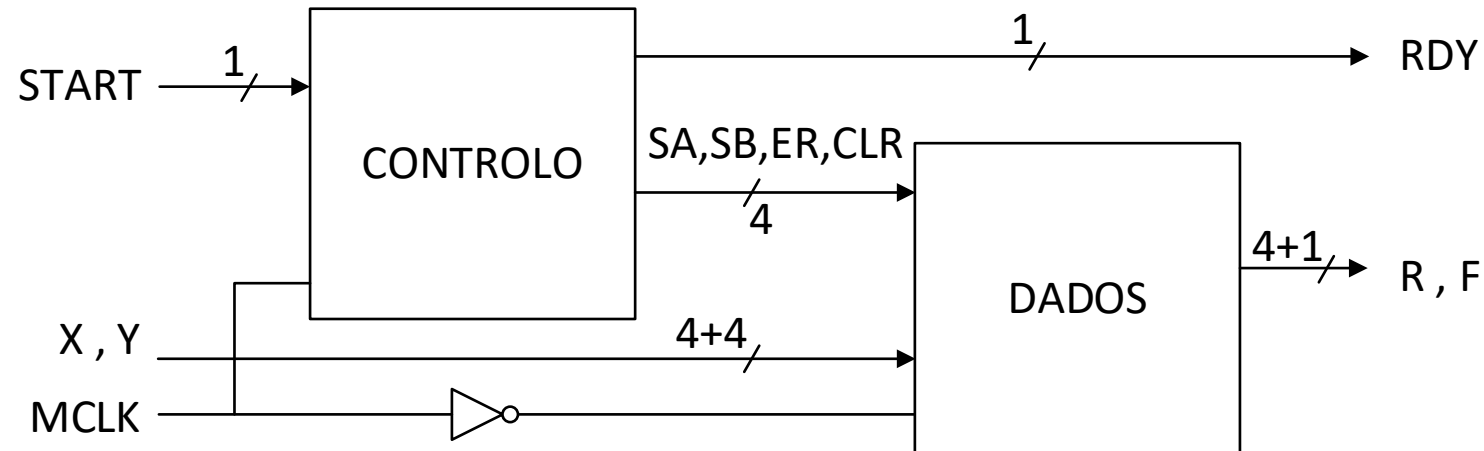 1
1
RDY
START
SA,SB,ER,CLR
CONTROLO
4
4+1
R , F
DADOS
4+4
X , Y
MCLK